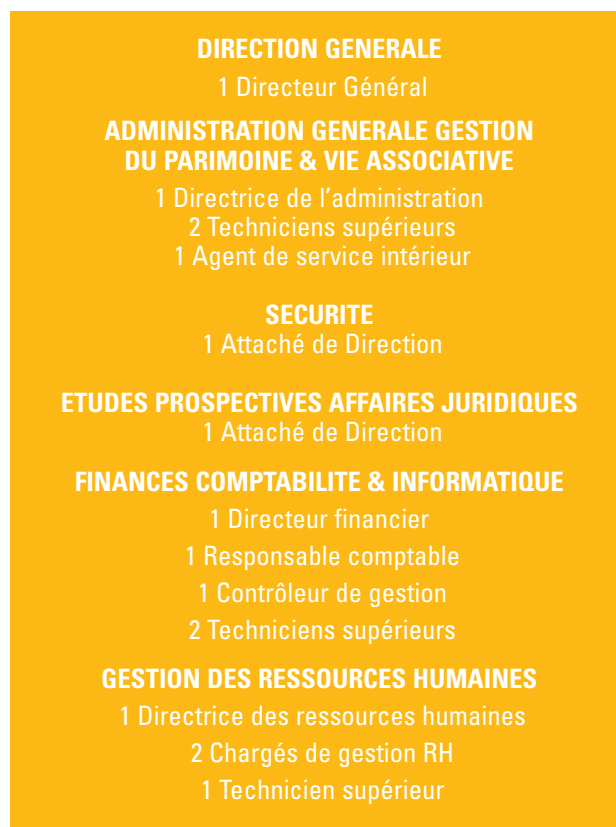 DIRECTION GENERALE
1 Directeur Général
ADMINISTRATION GENERALE GESTION
DU PARIMOINE & VIE ASSOCIATIVE
1 Directrice de l’administration
2 Techniciens supérieurs
1 Agent de service intérieur
SECURITE
1 Attaché de Direction
ETUDES PROSPECTIVES AFFAIRES JURIDIQUES
1 Attaché de Direction
FINANCES COMPTABILITE & INFORMATIQUE
1 Directeur financier
1 Responsable comptable
1 Contrôleur de gestion
2 Techniciens supérieurs
GESTION DES RESSOURCES HUMAINES
1 Directrice des ressources humaines
2 Chargés de gestion RH
1 Technicien supérieur